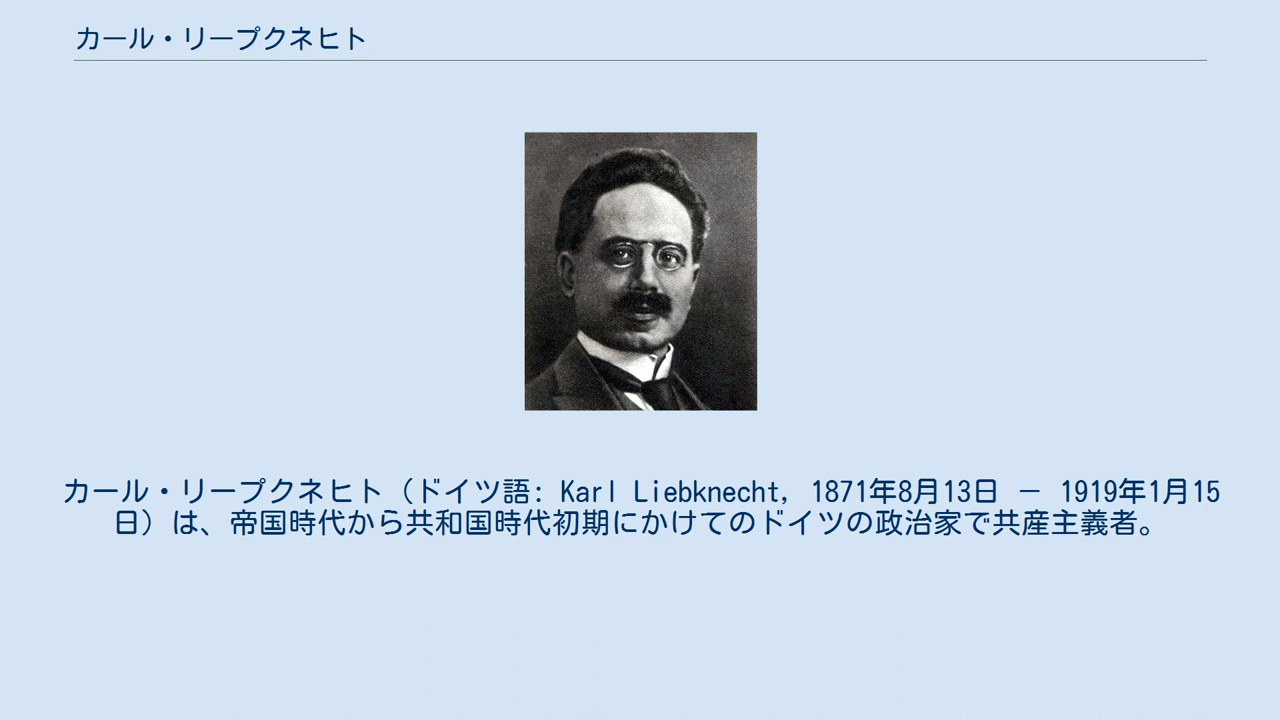 カール・リープクネヒト
カール・リープクネヒト（ドイツ語: Karl Liebknecht, 1871年8月13日 － 1919年1月15
日）は、帝国時代から共和国時代初期にかけてのドイツの政治家で共産主義者。